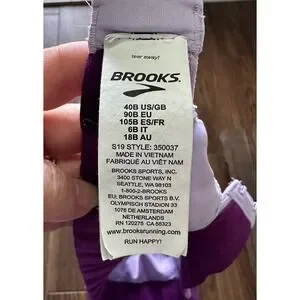 tear away!
BROOKS
40B US/GB
90B EU
105B ES/FR
6B IT
18B AU
S19 STYLE: 350037
MADE IN VIETNAM
FABRIQUÉ AU VIÊT NAM
BROOKS SPORTS, INC.
3400 STONE WAY N
SEATTLE, WA 98103
1-800-2-BROOKS
EU: BROOKS SPORTS B.V.
OLYMPISCH STADION 33
1076 DE AMSTERDAM
NETHERLANDS
RN 120275 CA 58323
www.brooksrunning.com
RUN HAPPY!